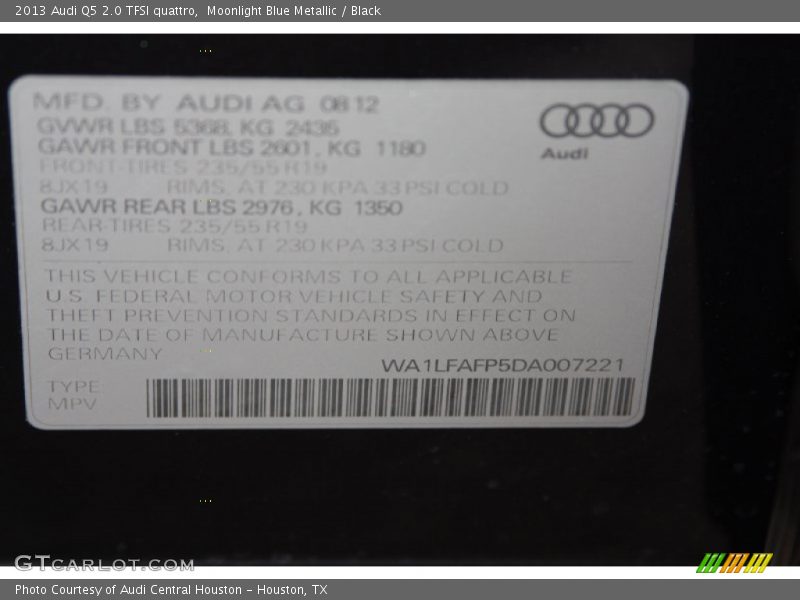 2013 Audi Q5 2.0 TFSI quattro,  Moonlight Blue Metallic / Black
MFD. BY AUDI AG 08 12
GVWR LBS 5368, KG 2435
GAWR FRONT LBS 2601, KG 1180
Audi
FRONT-TIRES 235/55 R19
8JX19 RIMS, AT 230 KPA 33 PSI COLD
GAWR REAR LBS 2976, KG 1350
REAR-TIRES 235/55 R19
8JX19 RIMS, AT 230 KPA 33 PSI COLD
THIS VEHICLE CONFORMS TO ALL APPLICABLE
U.S. FEDERAL MOTOR VEHICLE SAFETY AND
THEFT PREVENTION STANDARDS IN EFFECT ON
THE DATE OF MANUFACTURE SHOWN ABOVE
GERMANY
WA1LFAFP5DA007221
TYPE:
MPV
GTCARLOT.COM
Photo Courtesy of Audi Central Houston - Houston, TX